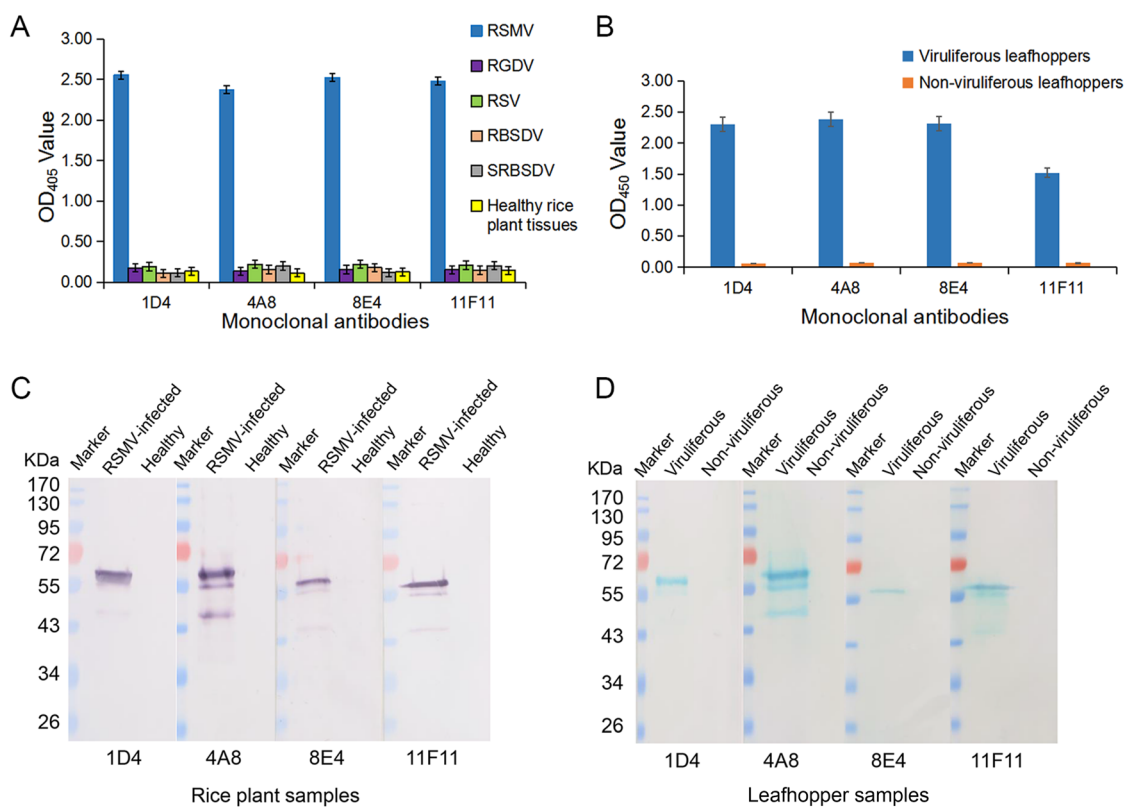 A
3.00
2.50
2.00
1.50
1.00
0.50
0.00
OD405 Value
1D4 4A8 8E4 11F11
Monoclonal antibodies
RSMV
RGDV
RSV
RBSDV
SRBSDV
Healthy rice
plant tissues
B
Viruliferous leafhoppers
Non-viruliferous leafhoppers
3.00
2.50
2.00
1.50
1.00
0.50
0.00
OD450 Value
1D4 4A8 8E4 11F11
Monoclonal antibodies
C
KDa
Marker
RSMV-infected
Healthy
Marker
RSMV-infected
Healthy
Marker
RSMV-infected
Healthy
Marker
RSMV-infected
Healthy
170
130
95
72
55
43
34
26
1D4 4A8 8E4 11F11
Rice plant samples
D
KDa
Marker
Viruliferous
Non-viruliferous
Marker
Viruliferous
Non-viruliferous
Marker
Viruliferous
Non-viruliferous
Marker
Viruliferous
Non-viruliferous
170
130
95
72
55
43
34
26
1D4 4A8 8E4 11F11
Leafhopper samples